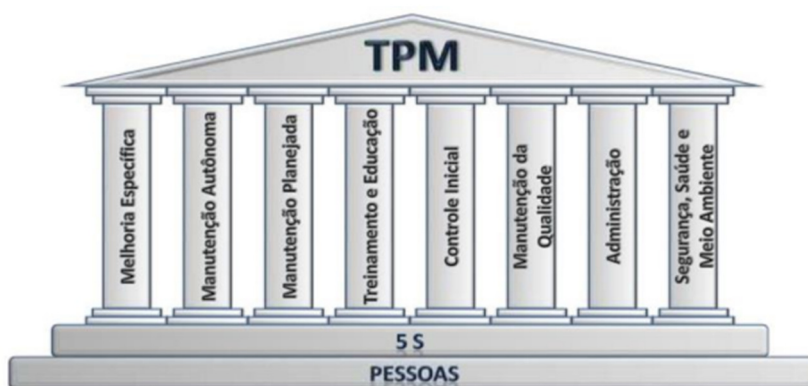 TPM
Melhoria Específica
Manutenção Autônoma
Manutenção Planejada
Treinamento e Educação
Controle Inicial
Manutenção da
Qualidade
Administração
Segurança, Saúde e
Meio Ambiente
5 S
PESSOAS